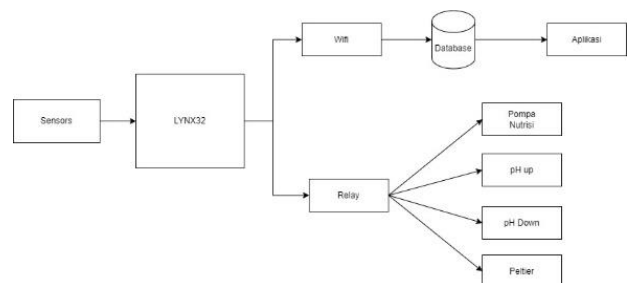 Wifi
Database
Aplikasi
Sensors
LYNX32
Pompa
Nutrisi
pH up
Relay
pH Down
Peltier